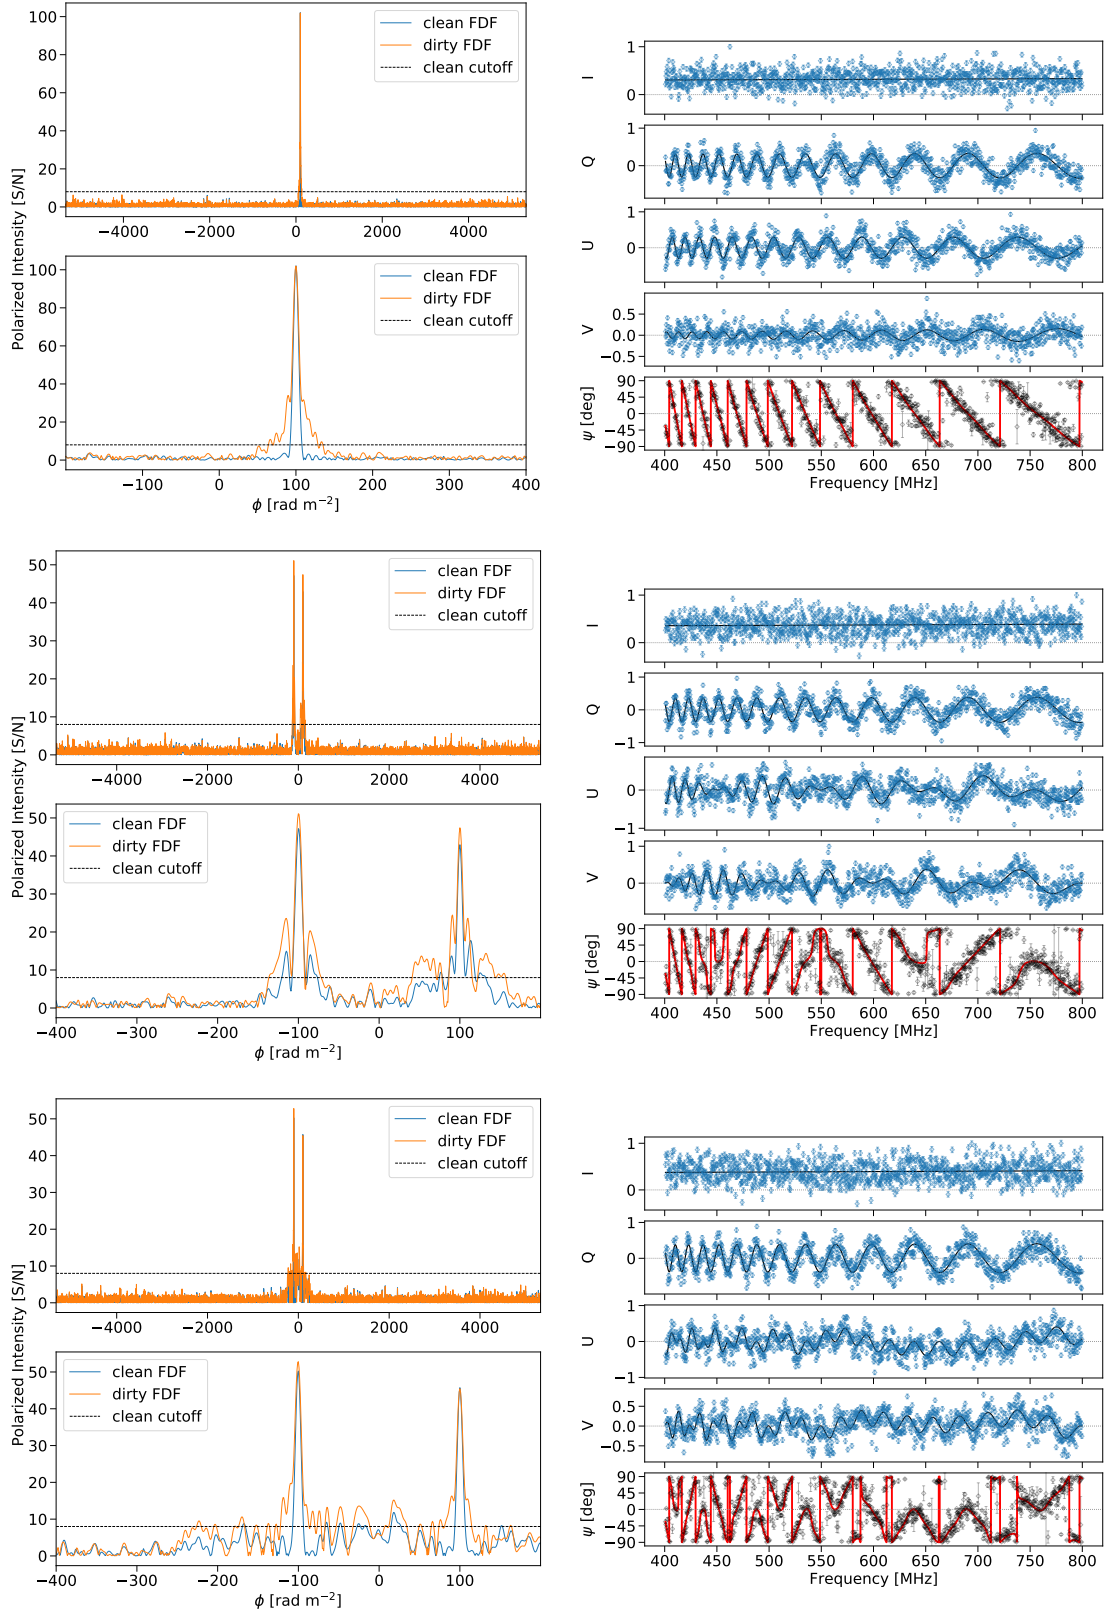 100
80
60
40
20
0
clean FDF
dirty FDF
clean cutoff
−4000 −2000 0 2000 4000
100
80
60
40
20
0
clean FDF
dirty FDF
clean cutoff
−100 0 100 200 300 400
ϕ [rad m⁻²]
Polarized Intensity [S/N]
I
1
0
Q
1
0
U
1
0
V
0.5
0.0
−0.5
ψ [deg]
90
45
0
−45
−90
400 450 500 550 600 650 700 750 800
Frequency [MHz]
50
40
30
20
10
0
clean FDF
dirty FDF
clean cutoff
−4000 −2000 0 2000 4000
50
40
30
20
10
0
clean FDF
dirty FDF
clean cutoff
−400 −300 −200 −100 0 100
ϕ [rad m⁻²]
Polarized Intensity [S/N]
I
1
0
Q
1
0
−1
U
1
0
−1
V
1
0
ψ [deg]
90
45
0
−45
−90
400 450 500 550 600 650 700 750 800
Frequency [MHz]
50
40
30
20
10
0
clean FDF
dirty FDF
clean cutoff
−4000 −2000 0 2000 4000
50
40
30
20
10
0
clean FDF
dirty FDF
clean cutoff
−400 −300 −200 −100 0 100
ϕ [rad m⁻²]
Polarized Intensity [S/N]
I
1
0
Q
1
0
U
1
0
−1
V
0.5
0.0
−0.5
ψ [deg]
90
45
0
−45
−90
400 450 500 550 600 650 700 750 800
Frequency [MHz]